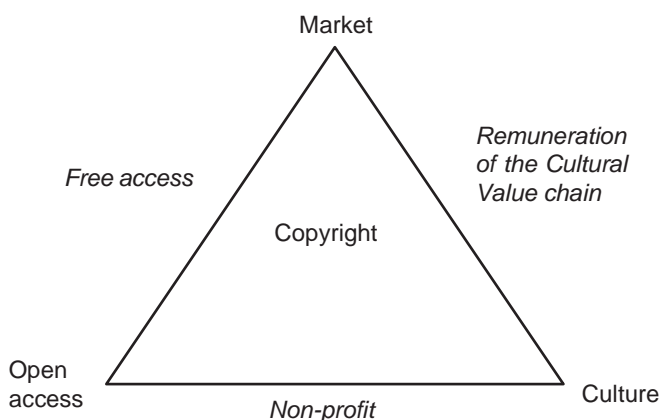 Market
Free access
Remuneration
of the Cultural
Value chain
Copyright
Open
access
Culture
Non-profit